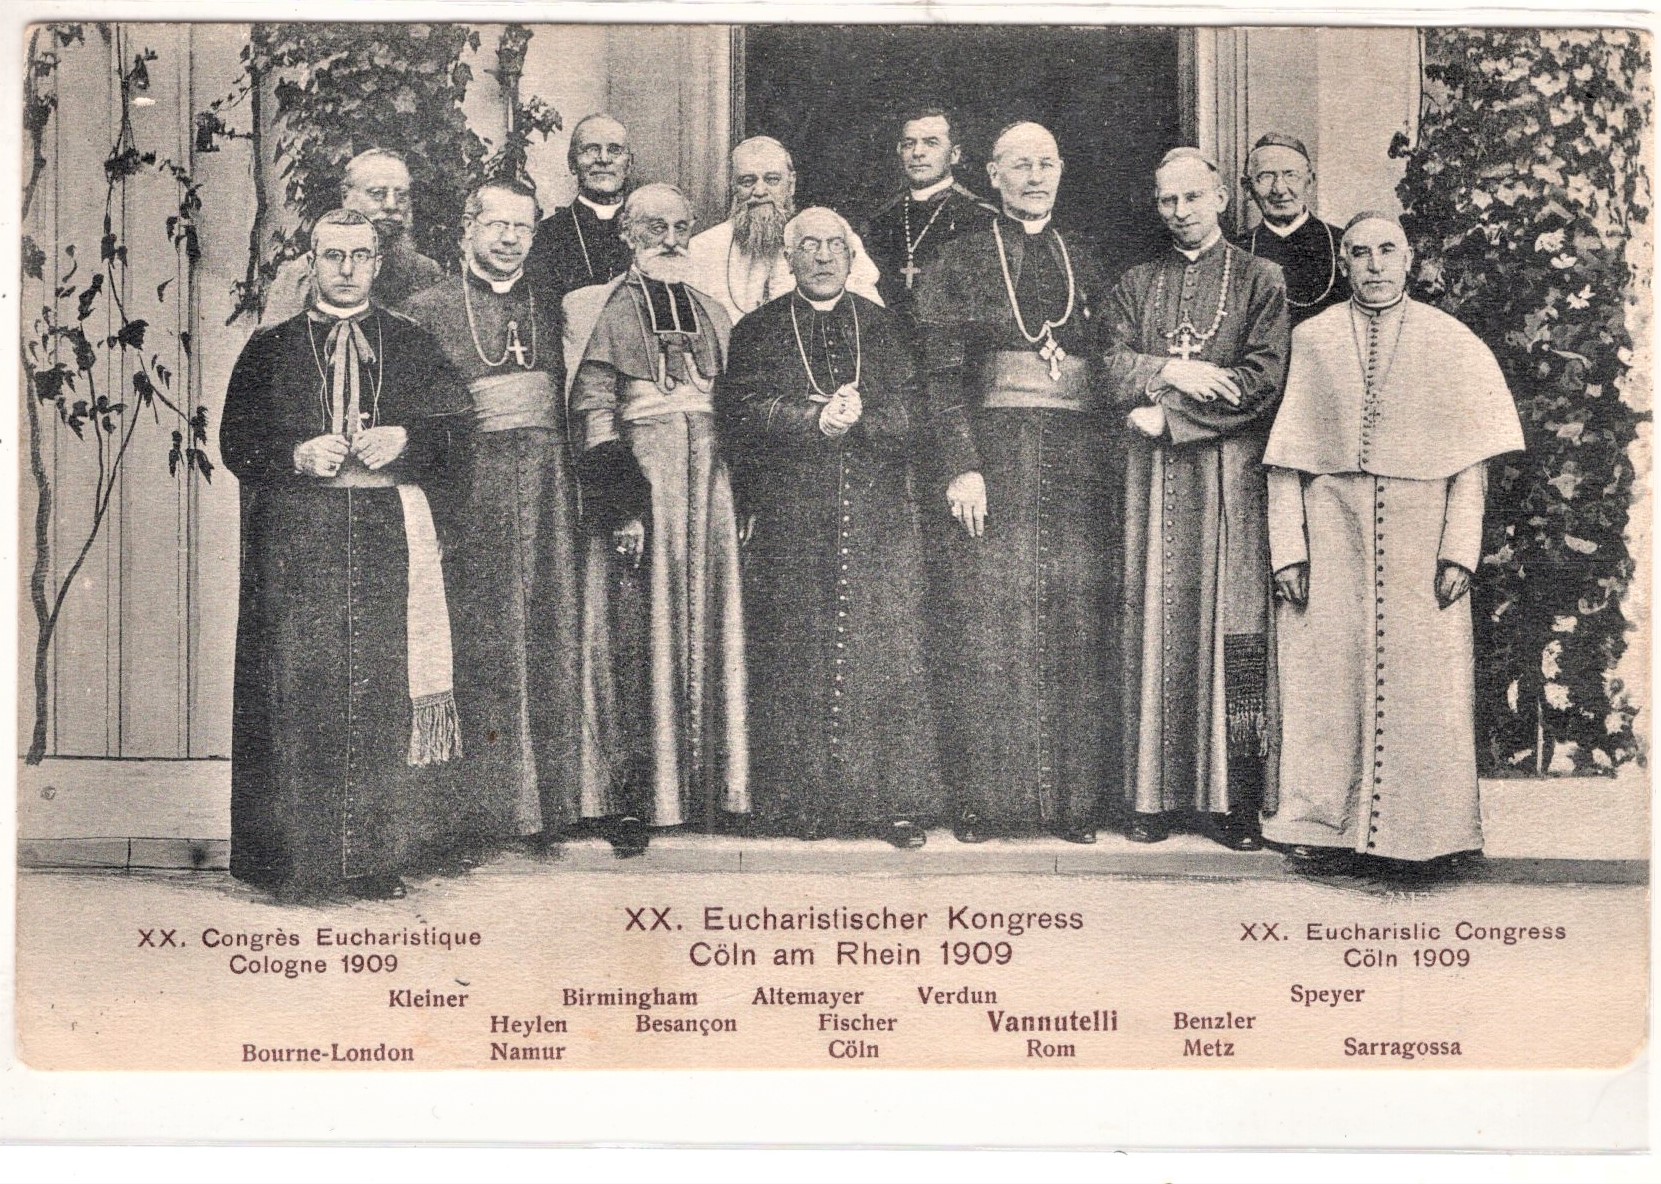 XX. Eucharistischer Kongress
Cöln am Rhein 1909
XX. Congrès Eucharistique
Cologne 1909
XX. Eucharistic Congress
Cöln 1909
Kleiner Birmingham Altemayer Verdun Speyer
Heylen Besançon Fischer Vannutelli Benzler
Bourne-London Namur Cöln Rom Metz Sarragossa